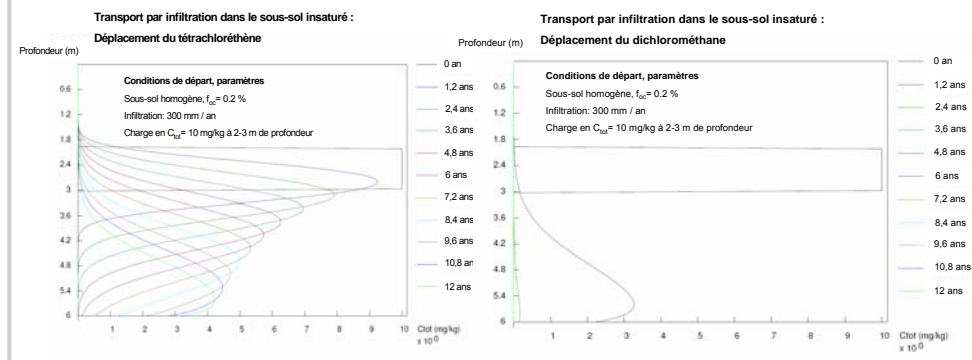 Transport par infiltration dans le sous-sol insaturé :
Déplacement du tétrachloréthène
Profondeur (m)
Conditions de départ, paramètres
Sous-sol homogène, foc= 0.2 %
Infiltration: 300 mm / an
Charge en Ctot= 10 mg/kg à 2-3 m de profondeur
0.6
1.2
1.8
2.4
3
3.6
4.2
4.8
5.4
6
1 2 3 4 5 6 7 8 9 10
Ctot (mg/kg)
x 10 0
0 an
1,2 ans
2,4 ans
3,6 ans
4,8 ans
6 ans
7,2 ans
8,4 ans
9,6 ans
10,8 an
12 ans
Transport par infiltration dans le sous-sol insaturé :
Déplacement du dichlorométhane
Profondeur (m)
Conditions de départ, paramètres
Sous-sol homogène, foc= 0.2 %
Infiltration: 300 mm / an
Charge en Ctot= 10 mg/kg à 2-3 m de profondeur
0.6
1.2
1.8
2.4
3
3.6
4.2
4.8
5.4
6
1 2 3 4 5 6 7 8 9 10
Ctot (mg/kg)
x 10 0
0 an
1,2 ans
2,4 ans
3,6 ans
4,8 ans
6 ans
7,2 ans
8,4 ans
9,6 ans
10,8 ans
12 ans